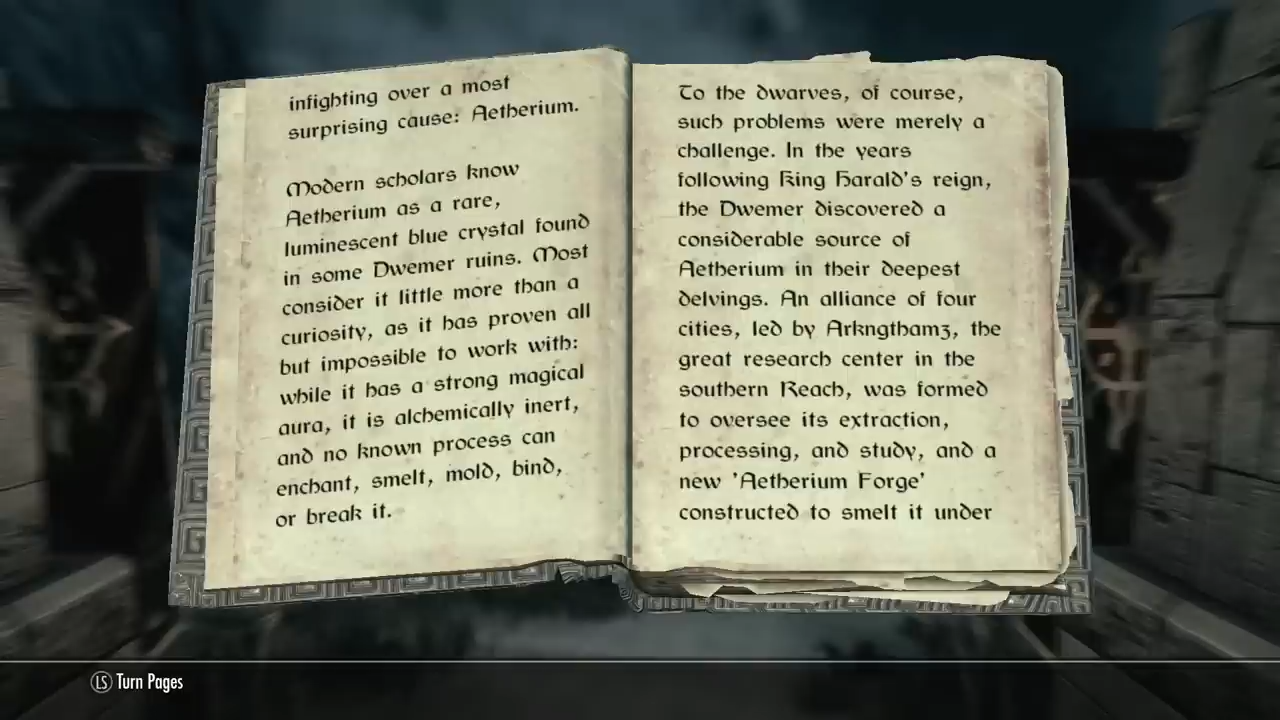 infighting over a most
surprising cause: Aetherium.
Modern scholars know
Aetherium as a rare,
luminescent blue crystal found
in some Dwemer ruins. Most
consider it little more than a
curiosity, as it has proven all
but impossible to work with:
while it has a strong magical
aura, it is alchemically inert,
and no known process can
enchant, smelt, mold, bind,
or break it.
To the dwarves, of course,
such problems were merely a
challenge. In the years
following King Harald's reign,
the Dwemer discovered a
considerable source of
Aetherium in their deepest
delvings. An alliance of four
cities, led by Arkngthamz, the
great research center in the
southern Reach, was formed
to oversee its extraction,
processing, and study, and a
new 'Aetherium Forge'
constructed to smelt it under
LS Turn Pages